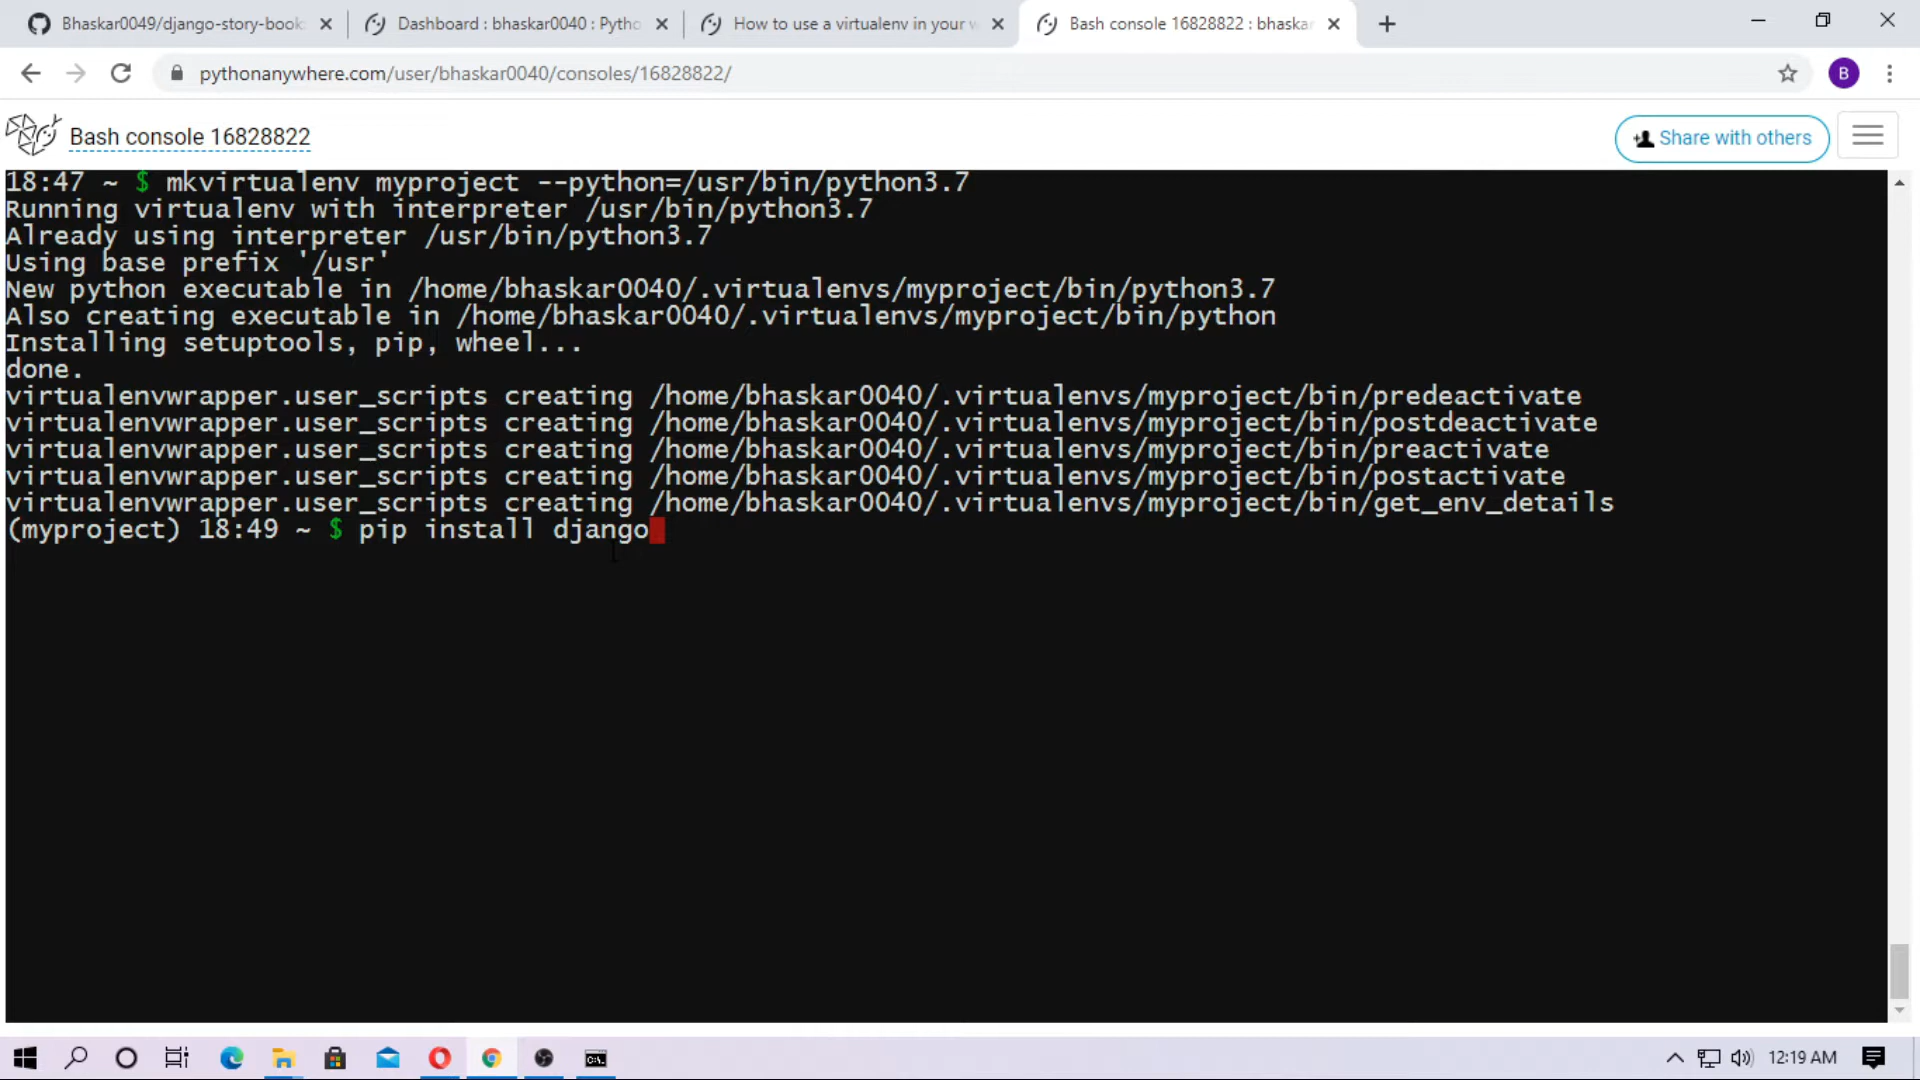 Bhaskar0049/django-story-book
Dashboard : bhaskar0040 : Pytho
How to use a virtualenv in your w
Bash console 16828822 : bhaska
pythonanywhere.com/user/bhaskar0040/consoles/16828822/
B
Bash console 16828822
Share with others
18:47 ~ $ mkvirtualenv myproject --python=/usr/bin/python3.7
Running virtualenv with interpreter /usr/bin/python3.7
Already using interpreter /usr/bin/python3.7
Using base prefix '/usr'
New python executable in /home/bhaskar0040/.virtualenvs/myproject/bin/python3.7
Also creating executable in /home/bhaskar0040/.virtualenvs/myproject/bin/python
Installing setuptools, pip, wheel...
done.
virtualenvwrapper.user_scripts creating /home/bhaskar0040/.virtualenvs/myproject/bin/predeactivate
virtualenvwrapper.user_scripts creating /home/bhaskar0040/.virtualenvs/myproject/bin/postdeactivate
virtualenvwrapper.user_scripts creating /home/bhaskar0040/.virtualenvs/myproject/bin/preactivate
virtualenvwrapper.user_scripts creating /home/bhaskar0040/.virtualenvs/myproject/bin/postactivate
virtualenvwrapper.user_scripts creating /home/bhaskar0040/.virtualenvs/myproject/bin/get_env_details
(myproject) 18:49 ~ $ pip install django
12:19 AM